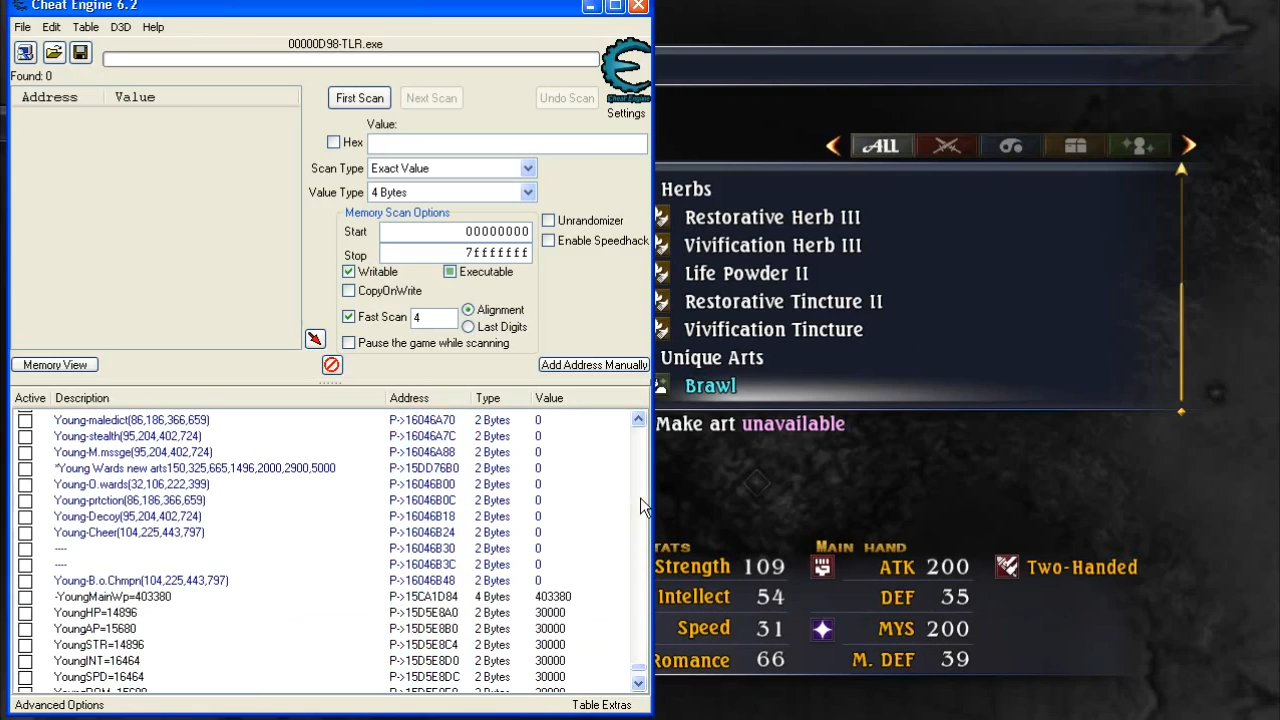 Cheat Engine 6.2
File Edit Table D3D Help
00000D98-TLR.exe
Found: 0
Address Value
First Scan Next Scan Undo Scan
Cheat Engine
Settings
Value:
Hex
Scan Type Exact Value
Value Type 4 Bytes
Memory Scan Options
Start 00000000
Stop 7fffffff
Writable Executable
CopyOnWrite
Fast Scan 4 Alignment
Last Digits
Pause the game while scanning
Unrandomizer
Enable Speedhack
Memory View Add Address Manually
Active Description Address Type Value
Young-maledict(86,186,366,659) P->16046A70 2 Bytes 0
Young-stealth(95,204,402,724) P->16046A7C 2 Bytes 0
Young-M.mssge(95,204,402,724) P->16046A88 2 Bytes 0
*Young Wards new arts150,325,665,1496,2000,2900,5000 P->15DD76B0 2 Bytes 0
Young-O.wards(32,106,222,399) P->16046B00 2 Bytes 0
Young-prtction(86,186,366,659) P->16046B0C 2 Bytes 0
Young-Decoy(95,204,402,724) P->16046B18 2 Bytes 0
Young-Cheer(104,225,443,797) P->16046B24 2 Bytes 0
---- P->16046B30 2 Bytes 0
---- P->16046B3C 2 Bytes 0
Young-B.o.Chmpn(104,225,443,797) P->16046B48 2 Bytes 0
-YoungMainWp=403380 P->15CA1D84 4 Bytes 403380
YoungHP=14896 P->15D5E8A0 2 Bytes 30000
YoungAP=15680 P->15D5E8B0 2 Bytes 30000
YoungSTR=14896 P->15D5E8C4 2 Bytes 30000
YoungINT=16464 P->15D5E8D0 2 Bytes 30000
YoungSPD=16464 P->15D5E8DC 2 Bytes 30000
Advanced Options Table Extras
ALL
Herbs
Restorative Herb III
Vivification Herb III
Life Powder II
Restorative Tincture II
Vivification Tincture
Unique Arts
Brawl
Make art unavailable
TATS MAIN HAND
Strength 109 ATK 200 Two-Handed
Intellect 54 DEF 35
Speed 31 MYS 200
Romance 66 M. DEF 39